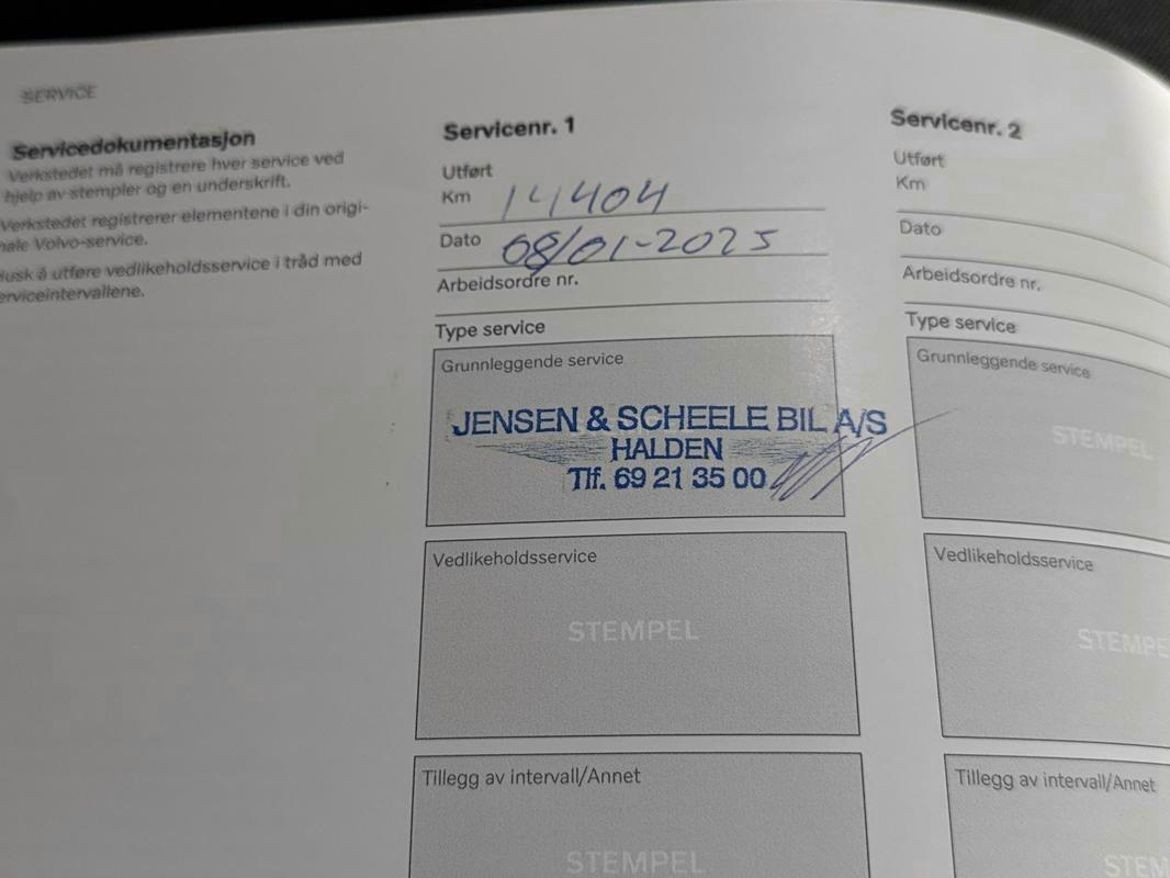 SERVICE
Servicedokumentasjon
Verkstedet må registrere hver service ved
hjelp av stempler og en underskrift.
Verkstedet registrerer elementene i din origi-
nale Volvo-service.
Husk å utføre vedlikeholdsservice i tråd med
serviceintervallene.
Servicenr. 1
Utført
Km 14404
Dato 08/01-2025
Arbeidsordre nr.
Type service
Grunnleggende service
JENSEN & SCHEELE BIL A/S
HALDEN
Tlf. 69 21 35 00
Vedlikeholdsservice
STEMPEL
Tillegg av intervall/Annet
STEMPEL
Servicenr. 2
Utført
Km
Dato
Arbeidsordre nr.
Type service
Grunnleggende service
STEMPEL
Vedlikeholdsservice
STEMPE
Tillegg av intervall/Annet
STEM